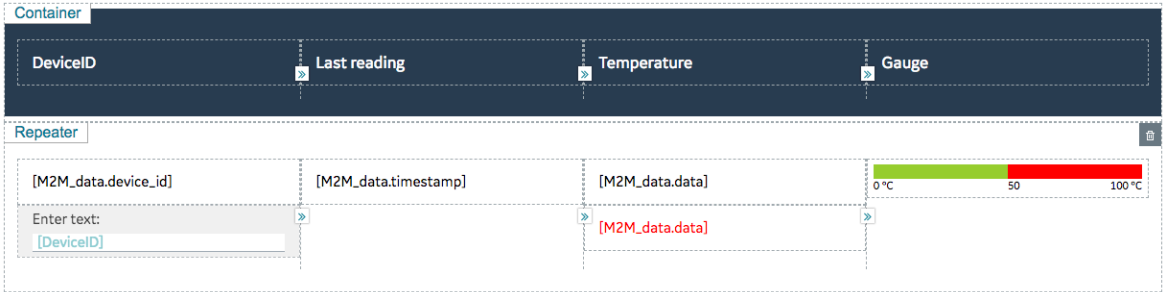 Container
DeviceID
Last reading
Temperature
Gauge
Repeater
[M2M_data.device_id]
[M2M_data.timestamp]
[M2M_data.data]
0 °C 50 100 °C
Enter text:
[DeviceID]
[M2M_data.data]